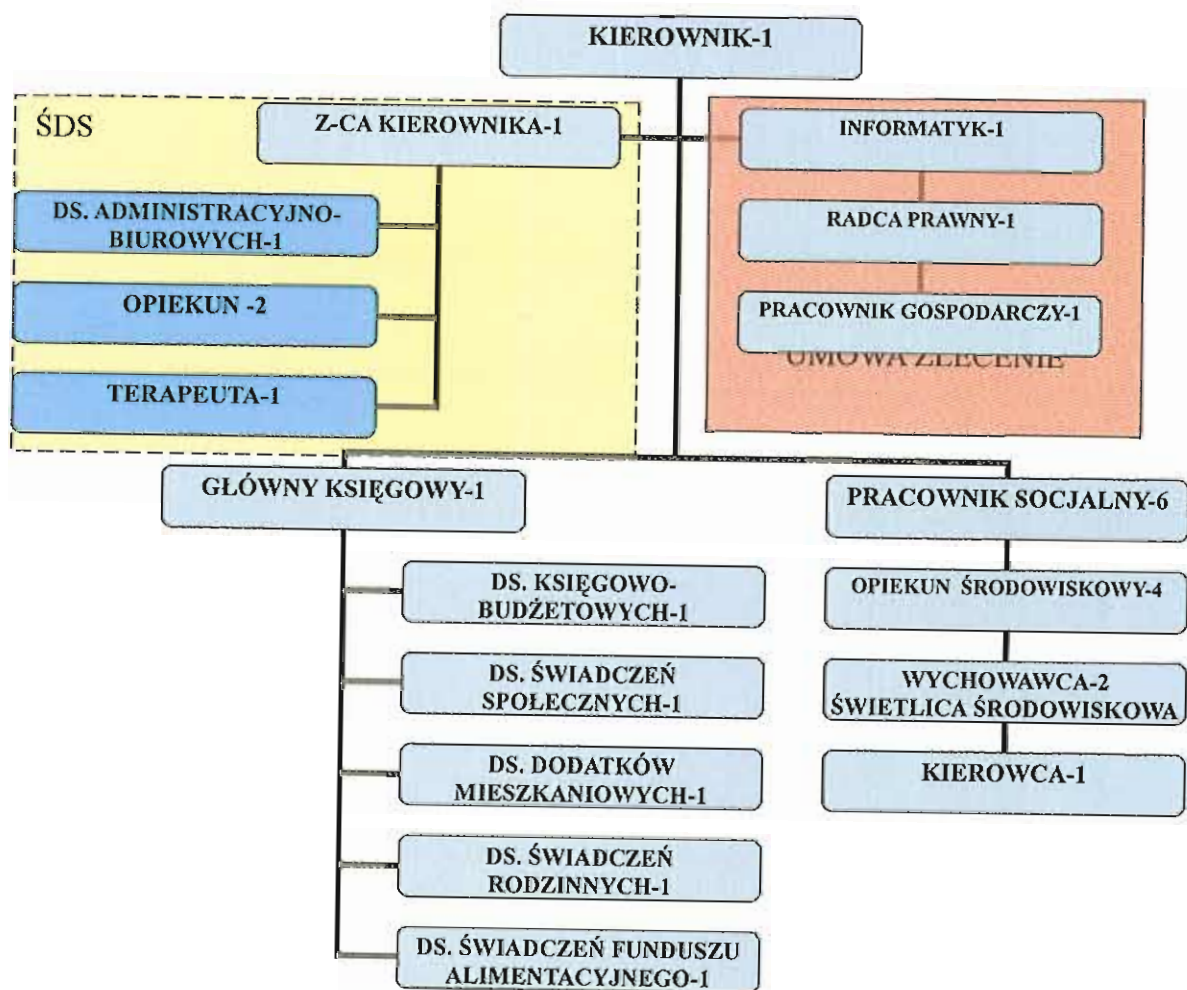 KIEROWNIK-1
ŚDS
Z-CA KIEROWNIKA-1
INFORMATYK-1
DS. ADMINISTRACYJNO-
BIUROWYCH-1
RADCA PRAWNY-1
OPIEKUN -2
PRACOWNIK GOSPODARCZY-1
UMOWA ZLECENIE
TERAPEUTA-1
GŁÓWNY KSIĘGOWY-1
PRACOWNIK SOCJALNY-6
DS. KSIĘGOWO-
BUDŻETOWYCH-1
OPIEKUN ŚRODOWISKOWY-4
DS. ŚWIADCZEŃ
SPOŁECZNYCH-1
WYCHOWAWCA-2
ŚWIETLICA ŚRODOWISKOWA
DS. DODATKÓW
MIESZKANIOWYCH-1
KIEROWCA-1
DS. ŚWIADCZEŃ
RODZINNYCH-1
DS. ŚWIADCZEŃ FUNDUSZU
ALIMENTACYJNEGO-1